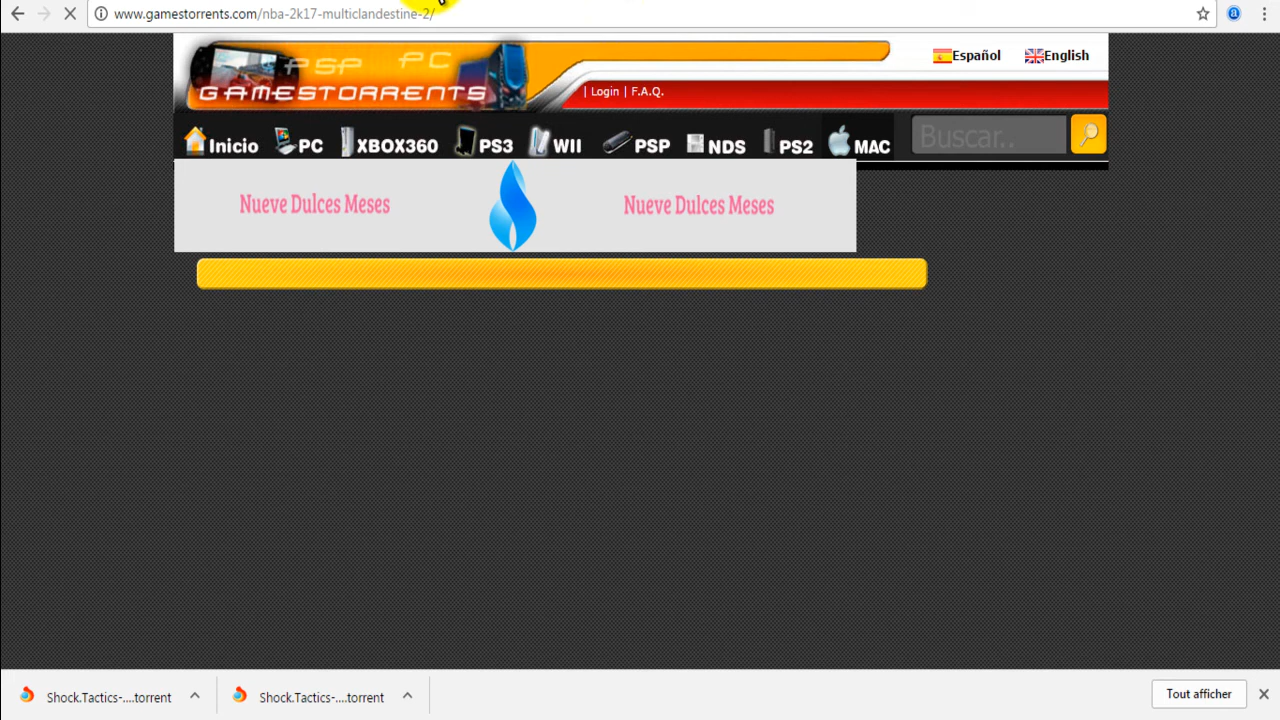 www.gamestorrents.com/nba-2k17-multiclandestine-2/
PSP PC
GAMESTORRENTS
Español English
| Login | F.A.Q.
Inicio PC XBOX360 PS3 WII PSP NDS PS2 MAC Buscar..
Nueve Dulces Meses Nueve Dulces Meses
Shock.Tactics-....torrent Shock.Tactics-....torrent Tout afficher